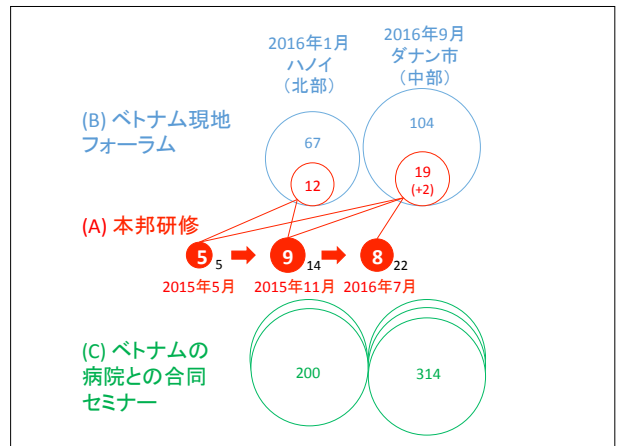 2016年1月
ハノイ
（北部）
2016年9月
ダナン市
（中部）
(B) ベトナム現地
フォーラム
67
104
12
19
(+2)
(A) 本邦研修
5
5
9
14
8
22
2015年5月
2015年11月
2016年7月
(C) ベトナムの
病院との合同
セミナー
200
314